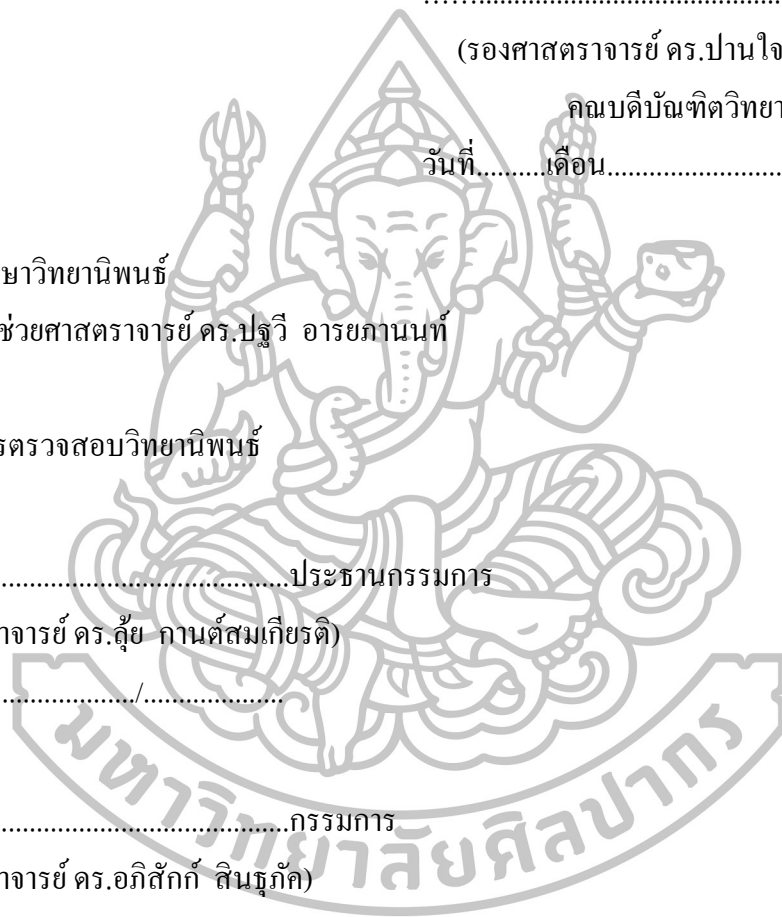 ……............................................
(รองศาสตราจารย์ ดร.ปานใจ
คณบดีบัณฑิตวิทยา
วันที่..........เดือน.........................
ษาวิทยานิพนธ์
ช่วยศาสตราจารย์ ดร.ปฐวี อารยภานนท์
รตรวจสอบวิทยานิพนธ์
..........................................ประธานกรรมการ
าจารย์ ดร.ลุ้ย กานต์สมเกียรติ)
..................../....................
..........................................กรรมการ
าจารย์ ดร.อภิสักก์ สินธุภัค)
มหาวิทยาลัยศิลปากร